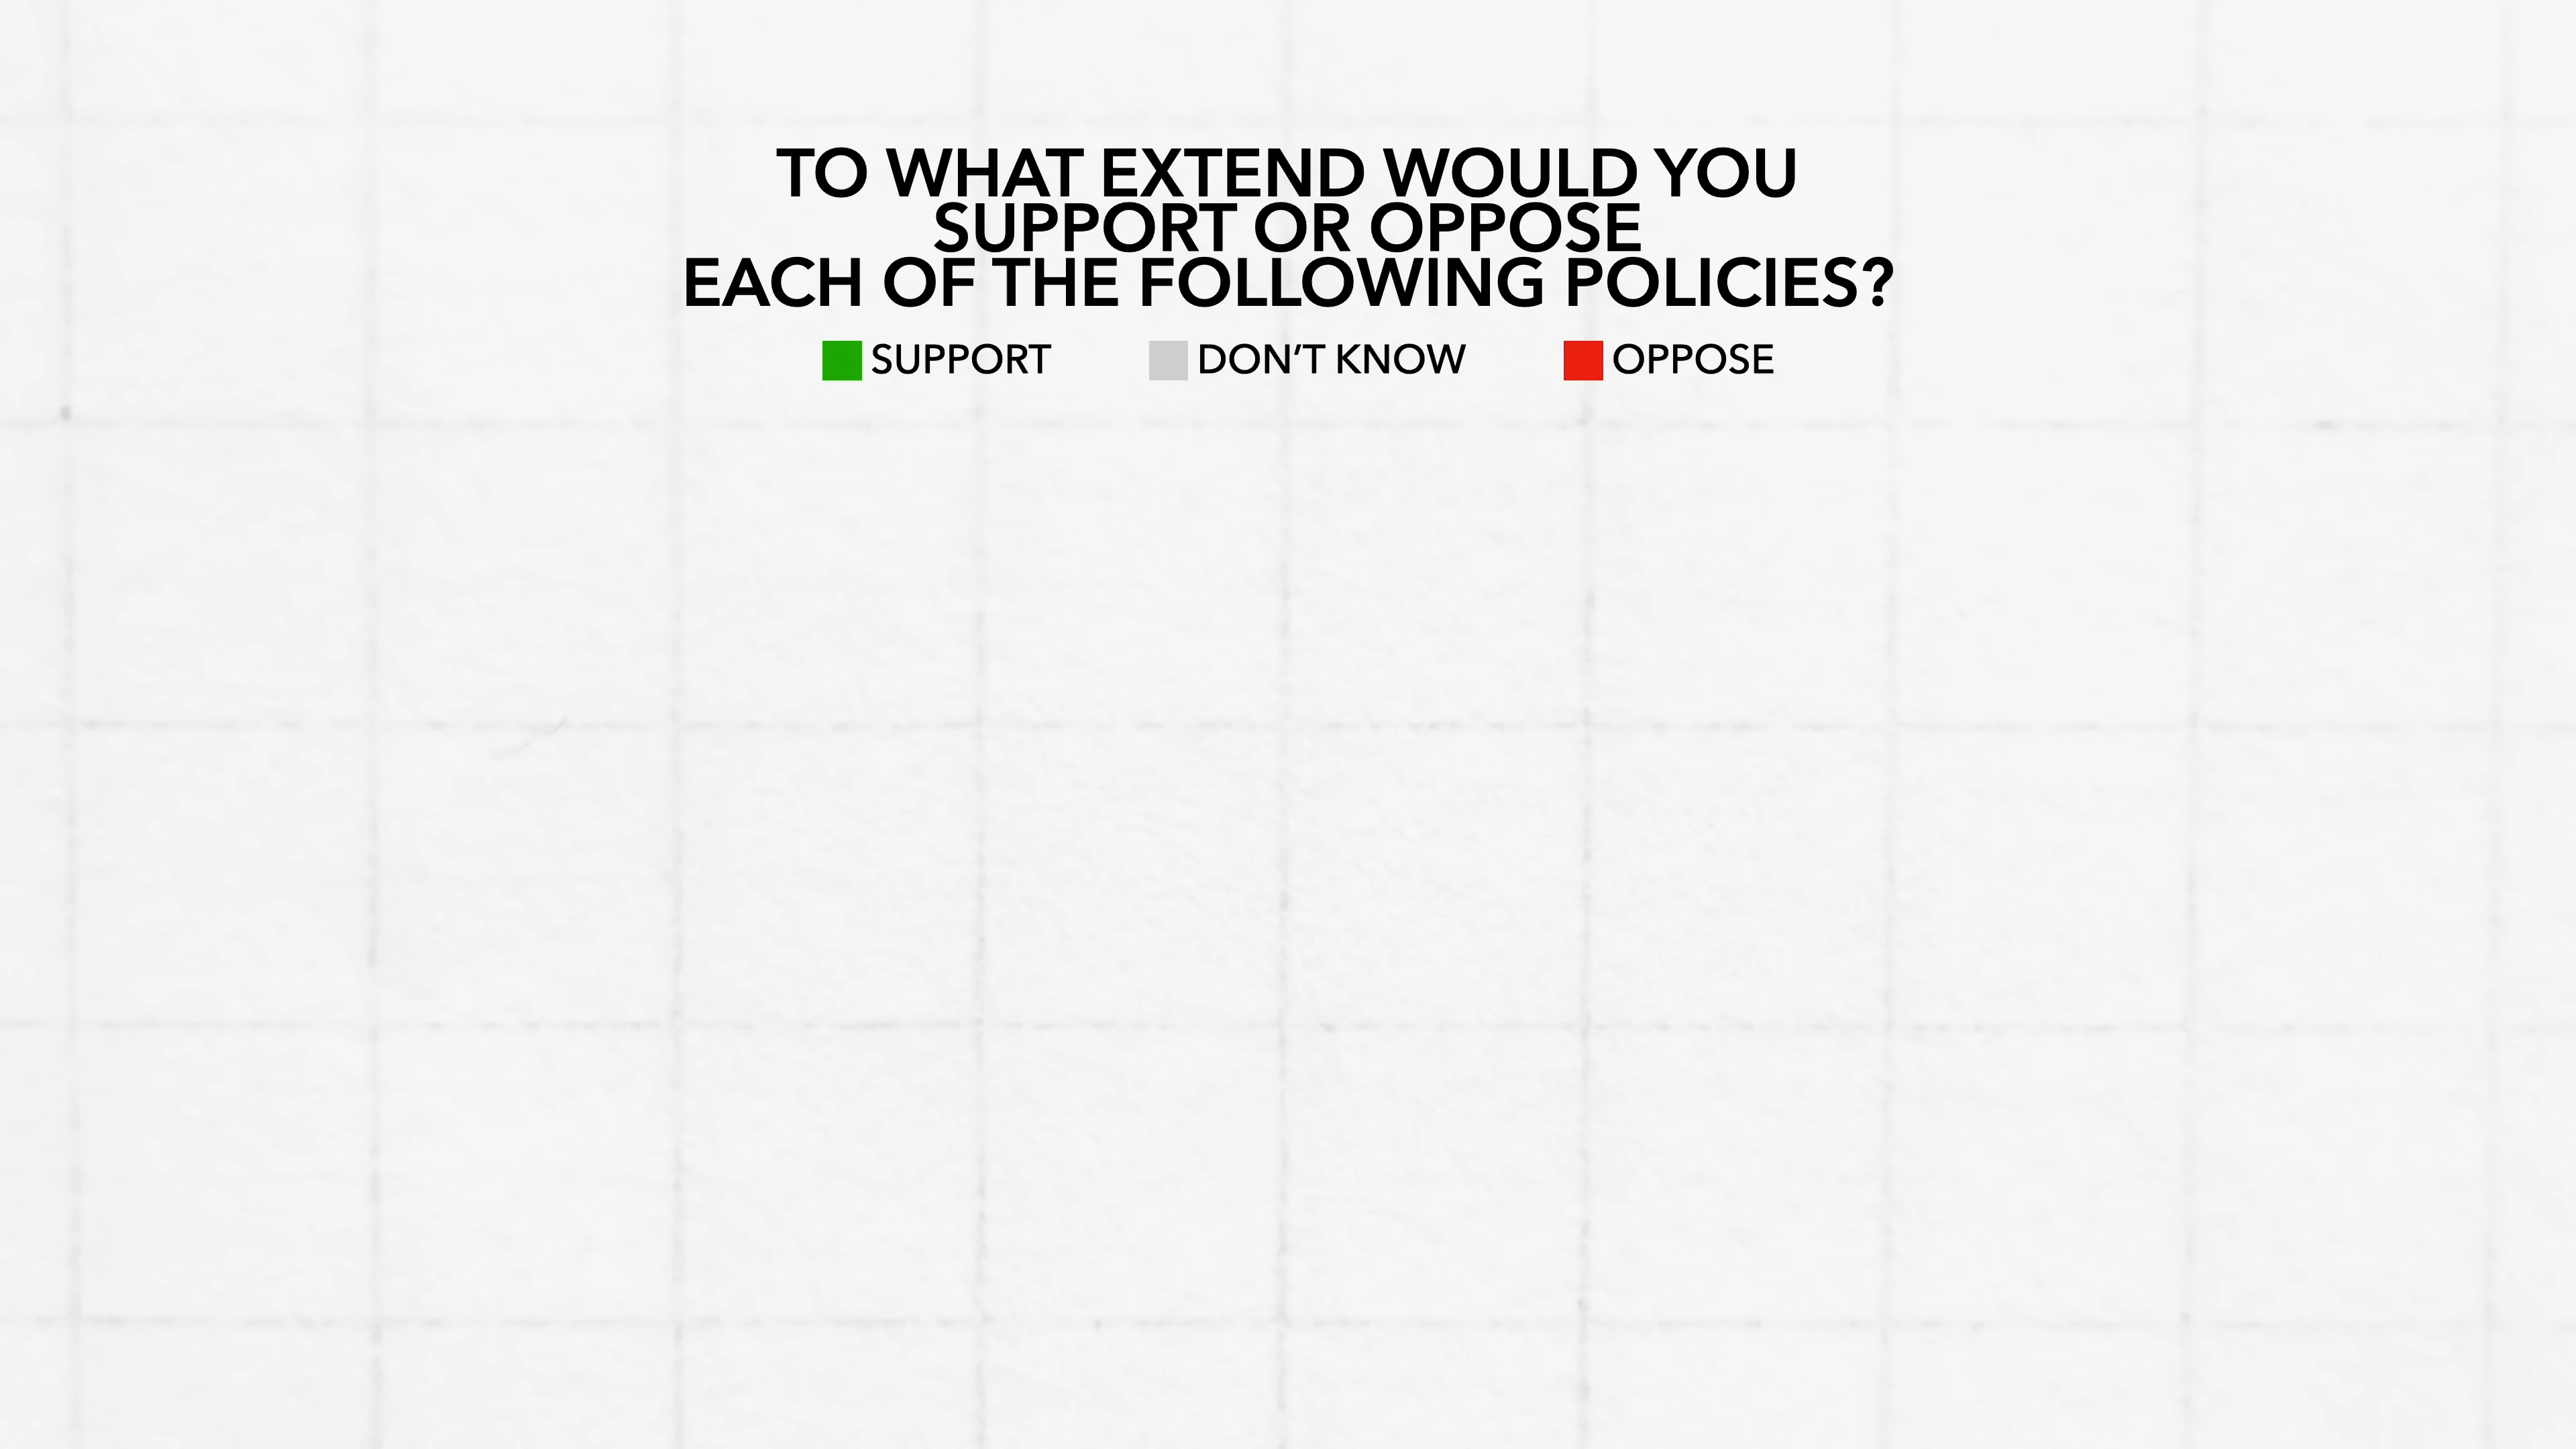 TO WHAT EXTEND WOULD YOU
SUPPORT OR OPPOSE
EACH OF THE FOLLOWING POLICIES?
SUPPORT DON’T KNOW OPPOSE